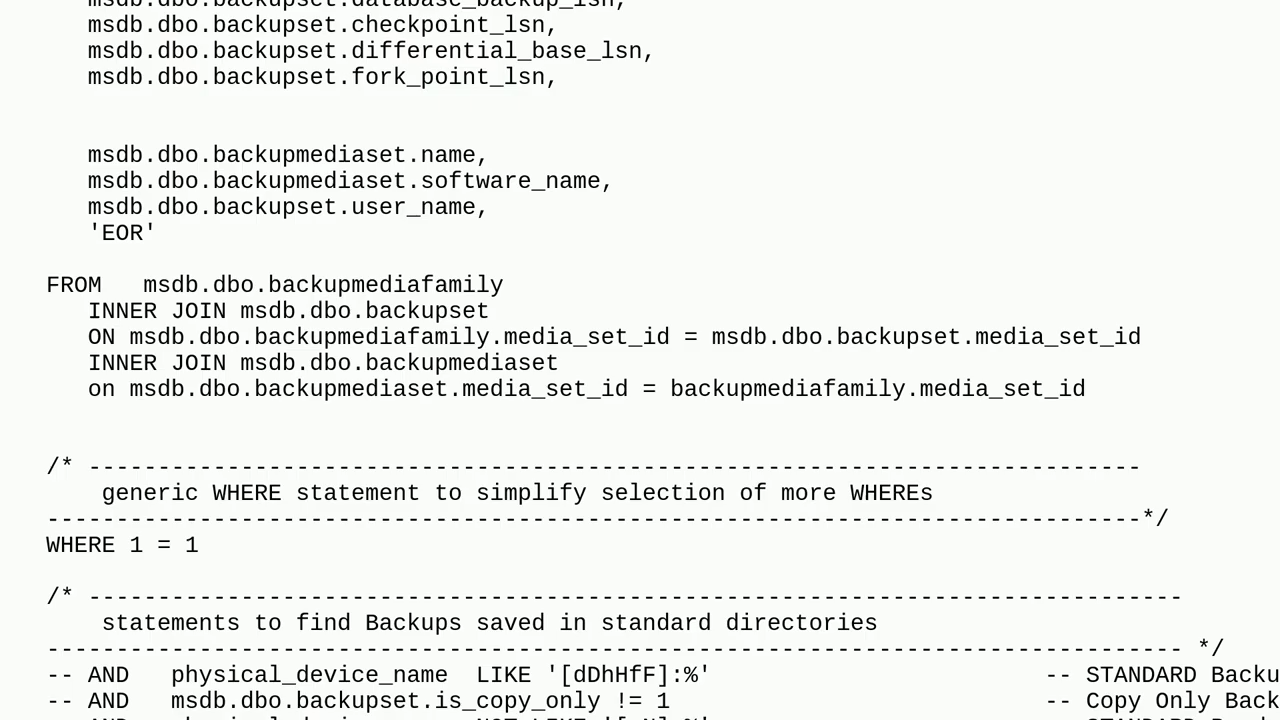 msdb.dbo.backupset.database_backup_lsn,
msdb.dbo.backupset.checkpoint_lsn,
msdb.dbo.backupset.differential_base_lsn,
msdb.dbo.backupset.fork_point_lsn,
msdb.dbo.backupmediaset.name,
msdb.dbo.backupmediaset.software_name,
msdb.dbo.backupset.user_name,
'EOR'
FROM   msdb.dbo.backupmediafamily
INNER JOIN msdb.dbo.backupset
ON msdb.dbo.backupmediafamily.media_set_id = msdb.dbo.backupset.media_set_id
INNER JOIN msdb.dbo.backupmediaset
on msdb.dbo.backupmediaset.media_set_id = backupmediafamily.media_set_id
/* ----------------------------------------------------------------------------
generic WHERE statement to simplify selection of more WHEREs
-------------------------------------------------------------------------------*/
WHERE 1 = 1
/* -------------------------------------------------------------------------------
statements to find Backups saved in standard directories
---------------------------------------------------------------------------------- */
-- AND   physical_device_name  LIKE '[dDhHfF]:%'                        -- STANDARD Backu
-- AND   msdb.dbo.backupset.is_copy_only != 1                           -- Copy Only Back